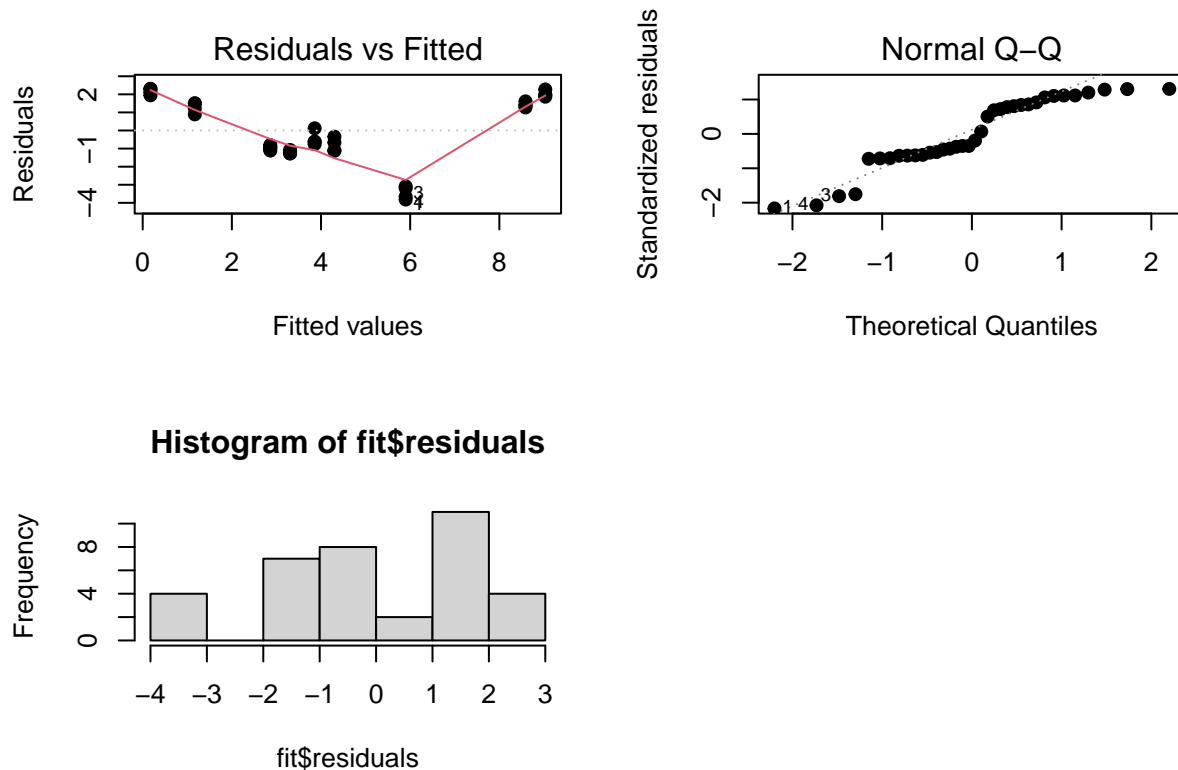 Residuals vs Fitted
Residuals
2
−1
−4
3
4
1
0 2 4 6 8
Fitted values
Normal Q−Q
Standardized residuals
0
−2
1 4 3
−2 −1 0 1 2
Theoretical Quantiles
Histogram of fit$residuals
Frequency
8
4
0
−4 −3 −2 −1 0 1 2 3
fit$residuals